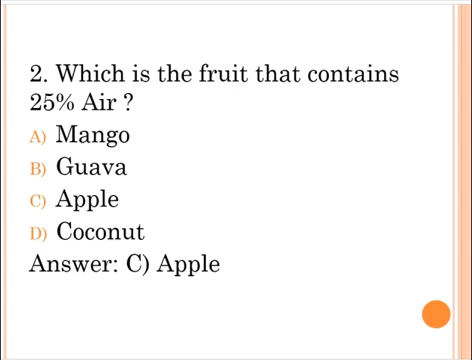 2. Which is the fruit that contains
25% Air ?
A) Mango
B) Guava
C) Apple
D) Coconut
Answer: C) Apple